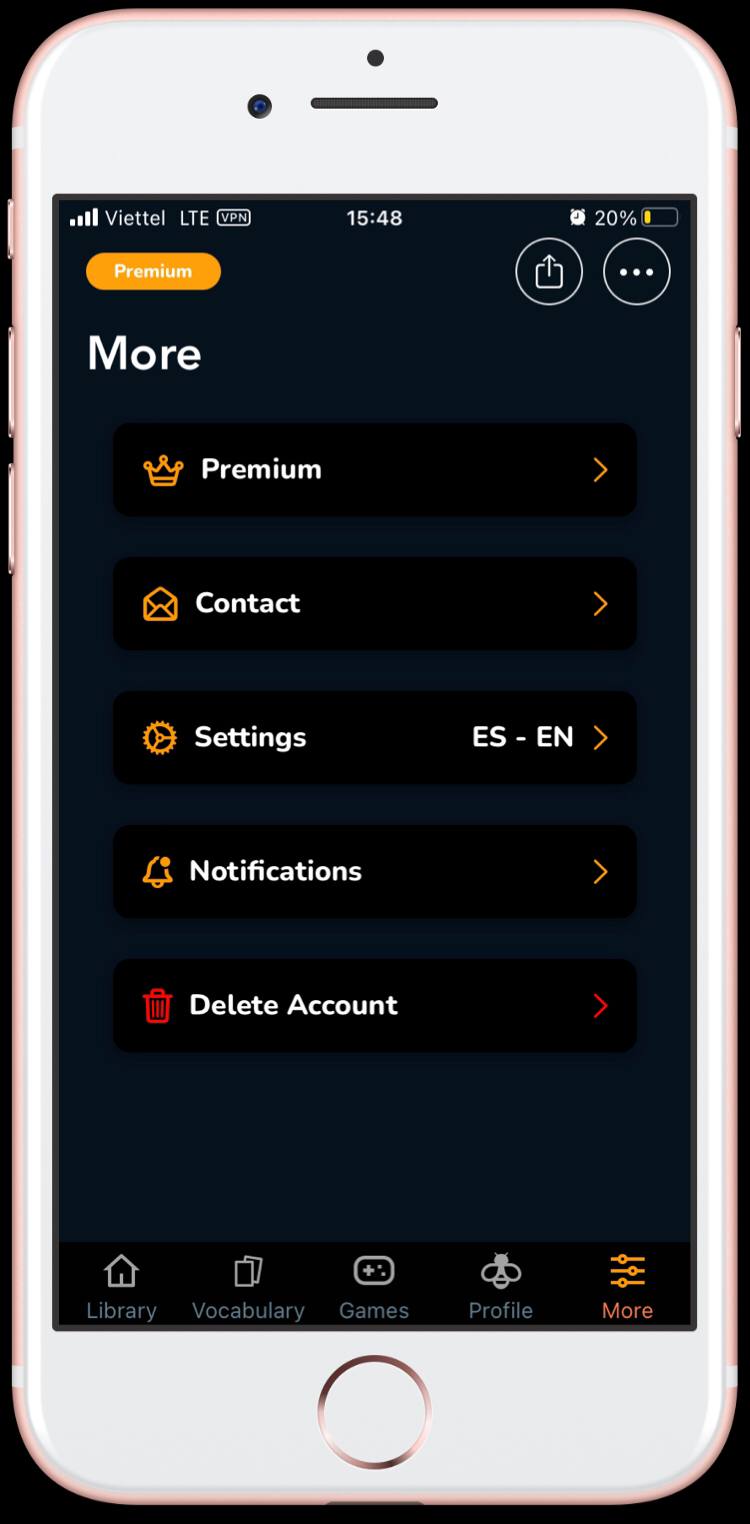 Viettel LTE VPN 15:48 20%
Premium
More
Premium
Contact
Settings ES - EN
Notifications
Delete Account
Library Vocabulary Games Profile More